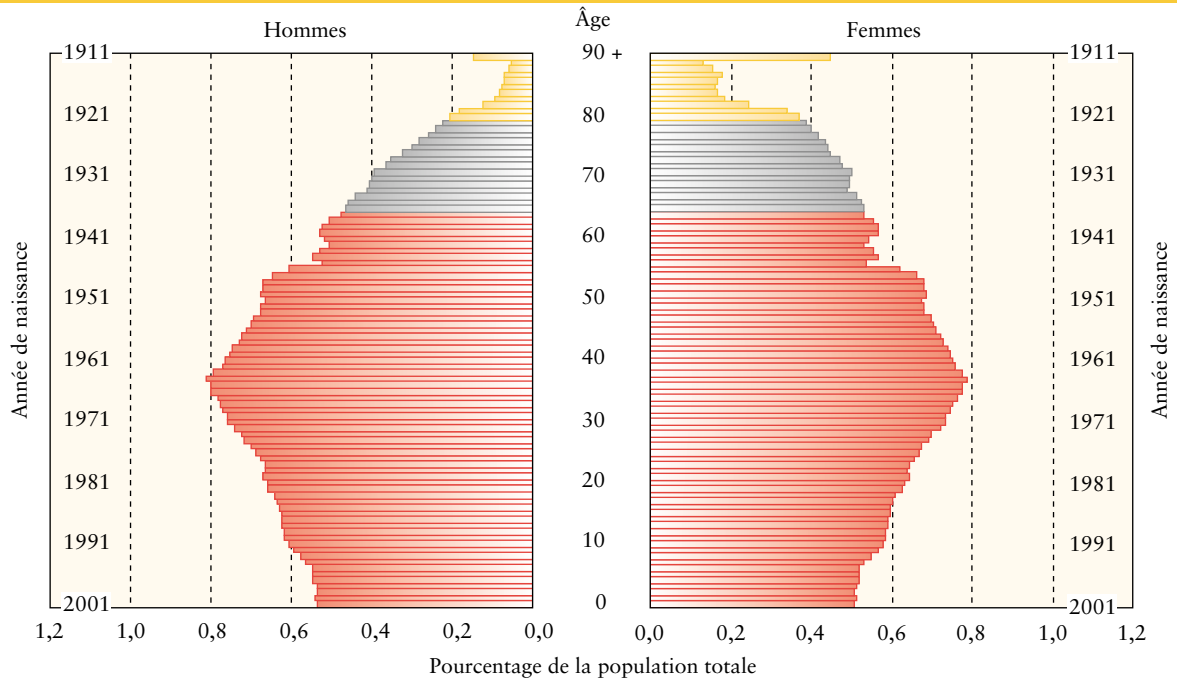 Âge
Hommes
Femmes
1911 90 + 1911
1921 80 1921
1931 70 1931
1941 60 1941
1951 50 1951
1961 40 1961
1971 30 1971
1981 20 1981
1991 10 1991
2001 0 2001
Année de naissance
Année de naissance
1,2 1,0 0,8 0,6 0,4 0,2 0,0 0,0 0,2 0,4 0,6 0,8 1,0 1,2
Pourcentage de la population totale